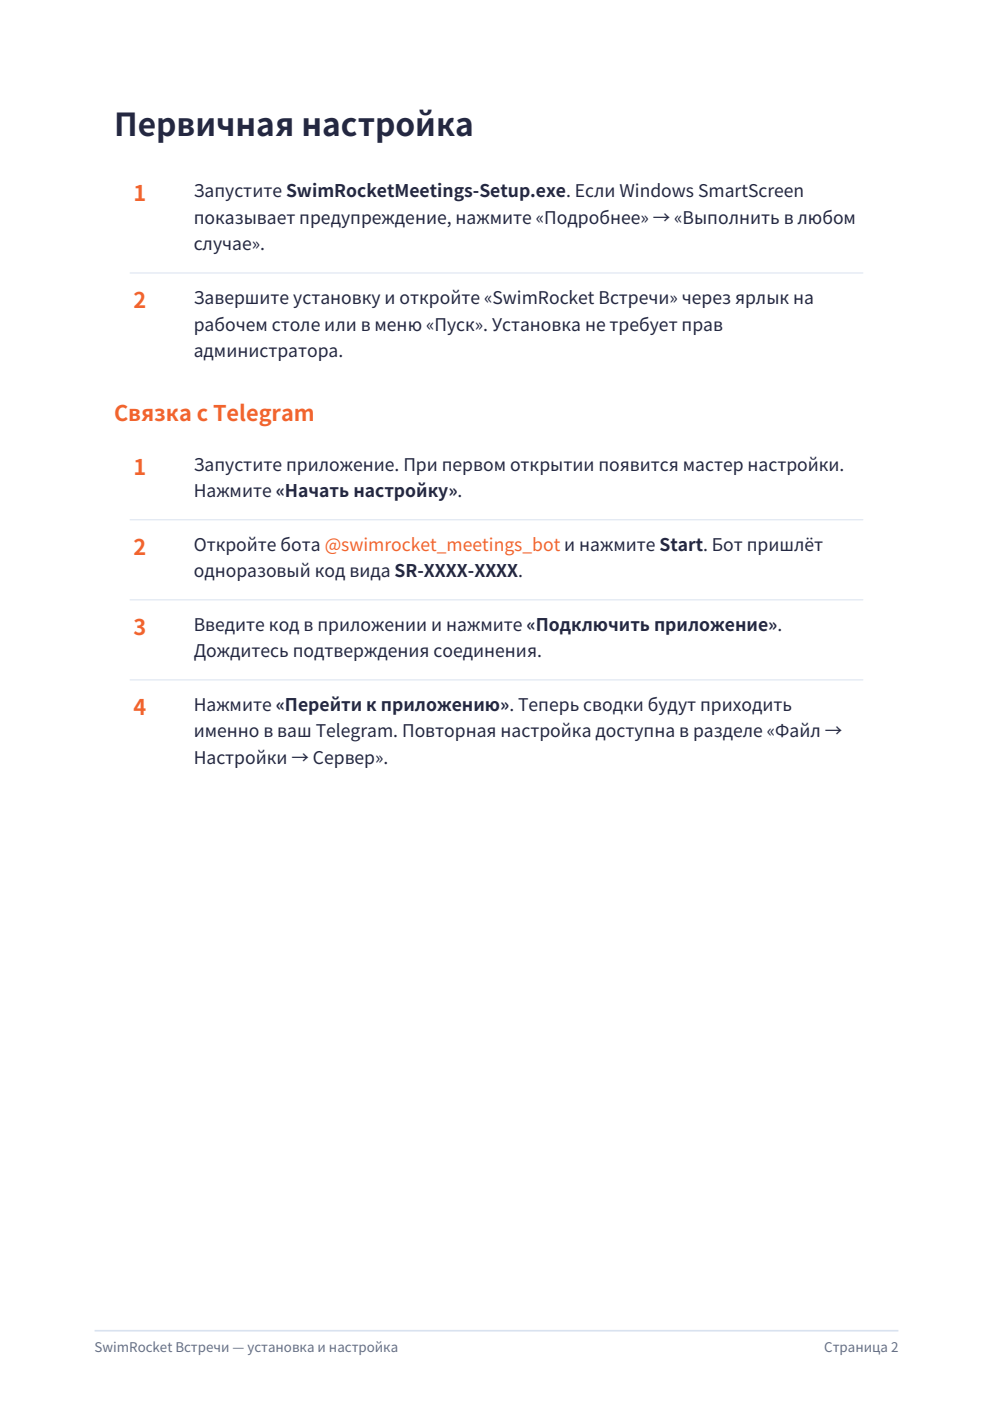 Первичная настройка
1
Запустите SwimRocketMeetings-Setup.exe. Если Windows SmartScreen
показывает предупреждение, нажмите «Подробнее» → «Выполнить в любом
случае».
2
Завершите установку и откройте «SwimRocket Встречи» через ярлык на
рабочем столе или в меню «Пуск». Установка не требует прав
администратора.
Связка с Telegram
1
Запустите приложение. При первом открытии появится мастер настройки.
Нажмите «Начать настройку».
2
Откройте бота @swimrocket_meetings_bot и нажмите Start. Бот пришлёт
одноразовый код вида SR-XXXX-XXXX.
3
Введите код в приложении и нажмите «Подключить приложение».
Дождитесь подтверждения соединения.
4
Нажмите «Перейти к приложению». Теперь сводки будут приходить
именно в ваш Telegram. Повторная настройка доступна в разделе «Файл →
Настройки → Сервер».
SwimRocket Встречи — установка и настройка
Страница 2